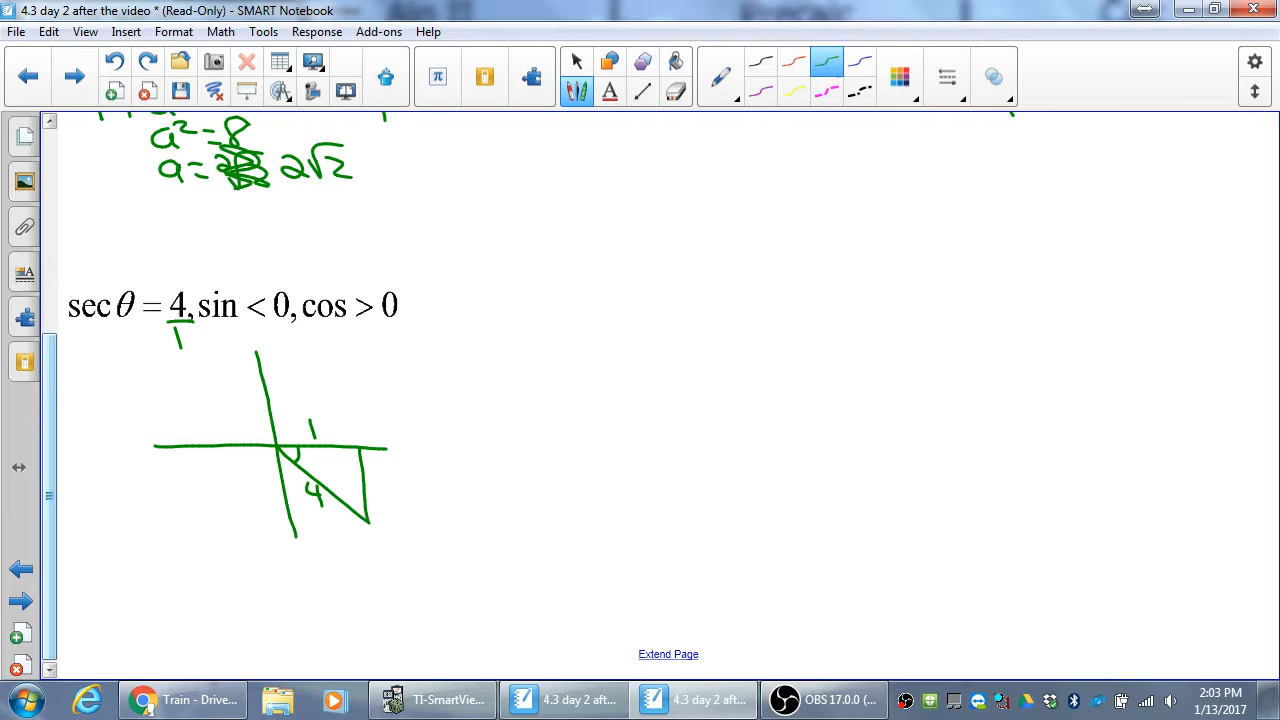 4.3 day 2 after the video * (Read-Only) - SMART Notebook
File Edit View Insert Format Math Tools Response Add-ons Help
a² = 8
a = 2√2
sec θ = 4, sin < 0, cos > 0
1
1
4
Extend Page
Train - Drive...
TI-SmartVie...
4.3 day 2 afte...
4.3 day 2 afte...
OBS 17.0.0 (...
2:03 PM
1/13/2017